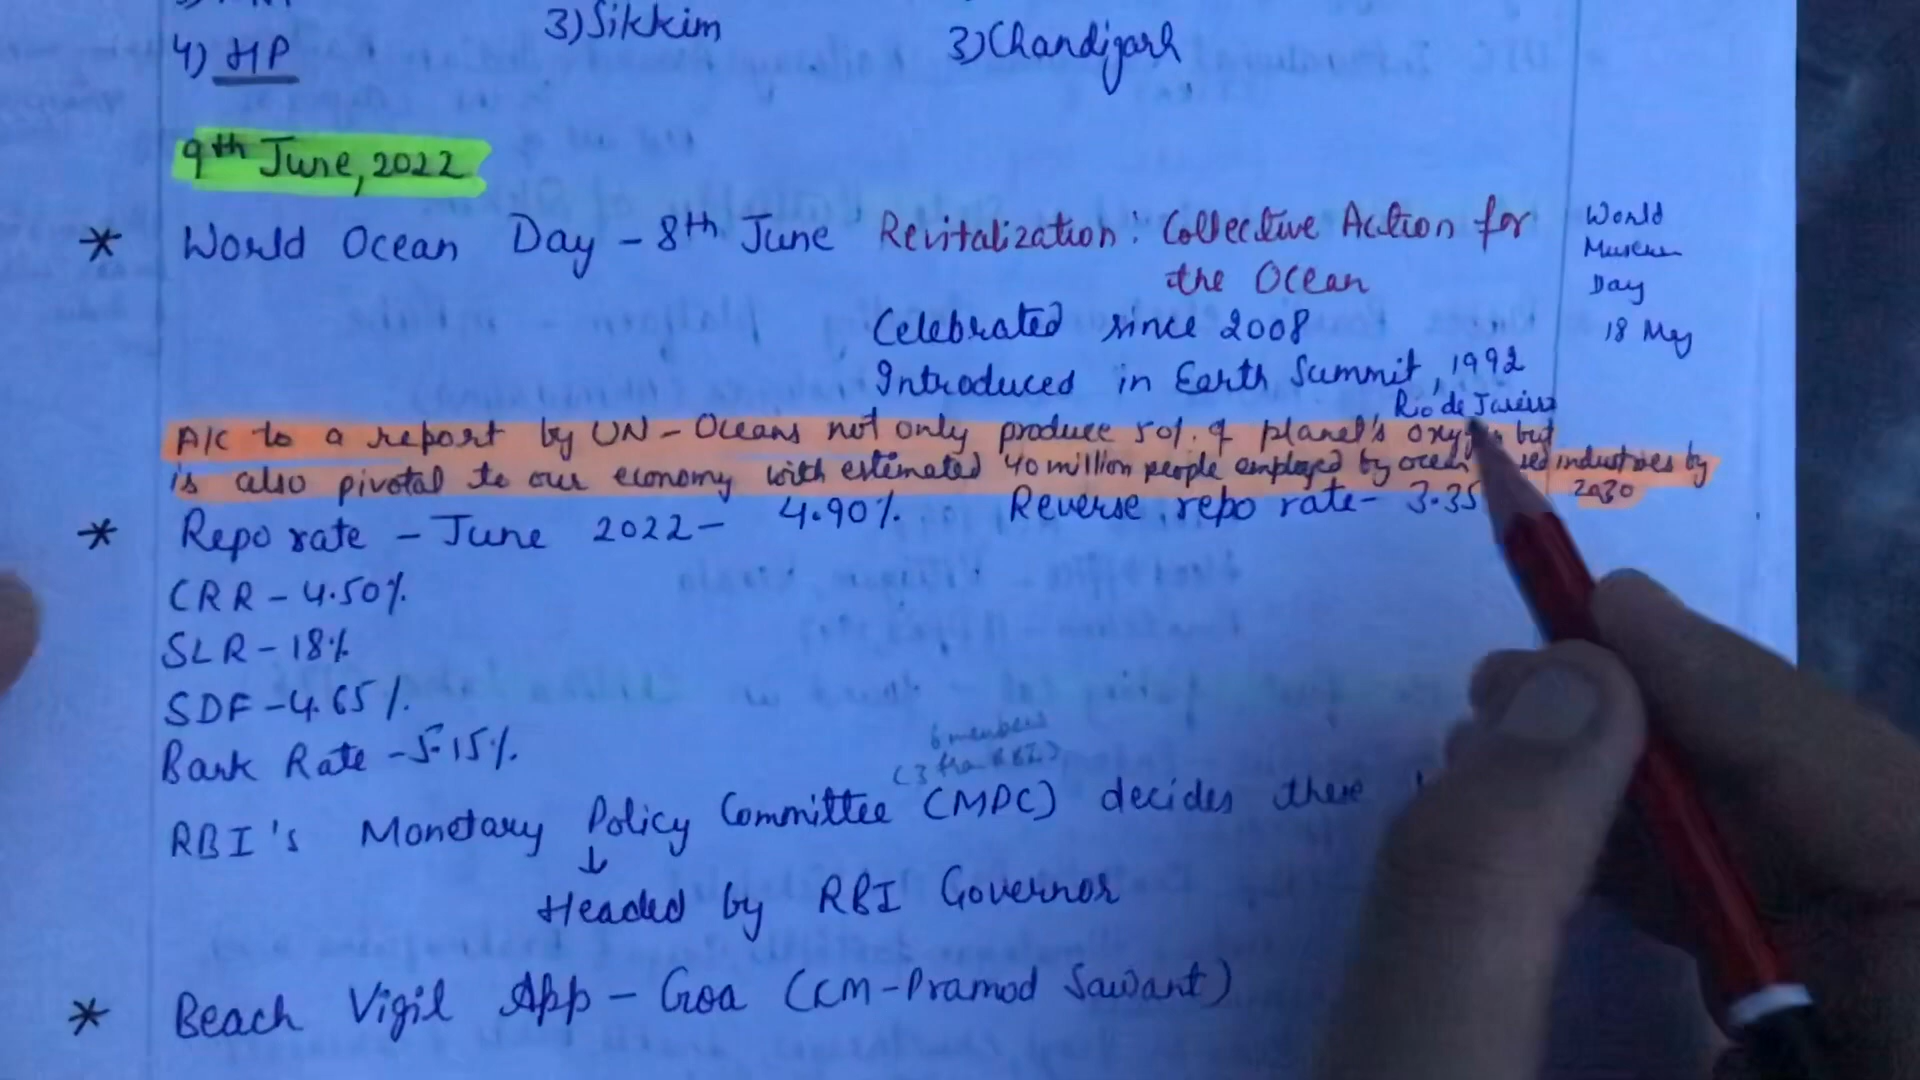 4) HP
3) Sikkim
3) Chandigarh
9th June, 2022
* World Ocean Day - 8th June Revitalization: Collective Action for
the Ocean
World
Museum
Day
18 May
Celebrated since 2008
Introduced in Earth Summit, 1992
Rio de Janeiro
A/c to a report by UN - Oceans not only produce 50% of planet's oxygen but
is also pivotal to our economy with estimated 40 million people employed by ocean industries by
2030
* Repo rate - June 2022 - 4.90% Reverse repo rate - 3.35
CRR - 4.50%
SLR - 18%
SDF - 4.65%
Bank Rate - 5.15%
6 members
(3 from RBI)
RBI's Monetary Policy Committee (MPC) decides these
↓
Headed by RBI Governor
* Beach Vigil App - Goa (CM - Pramod Sawant)